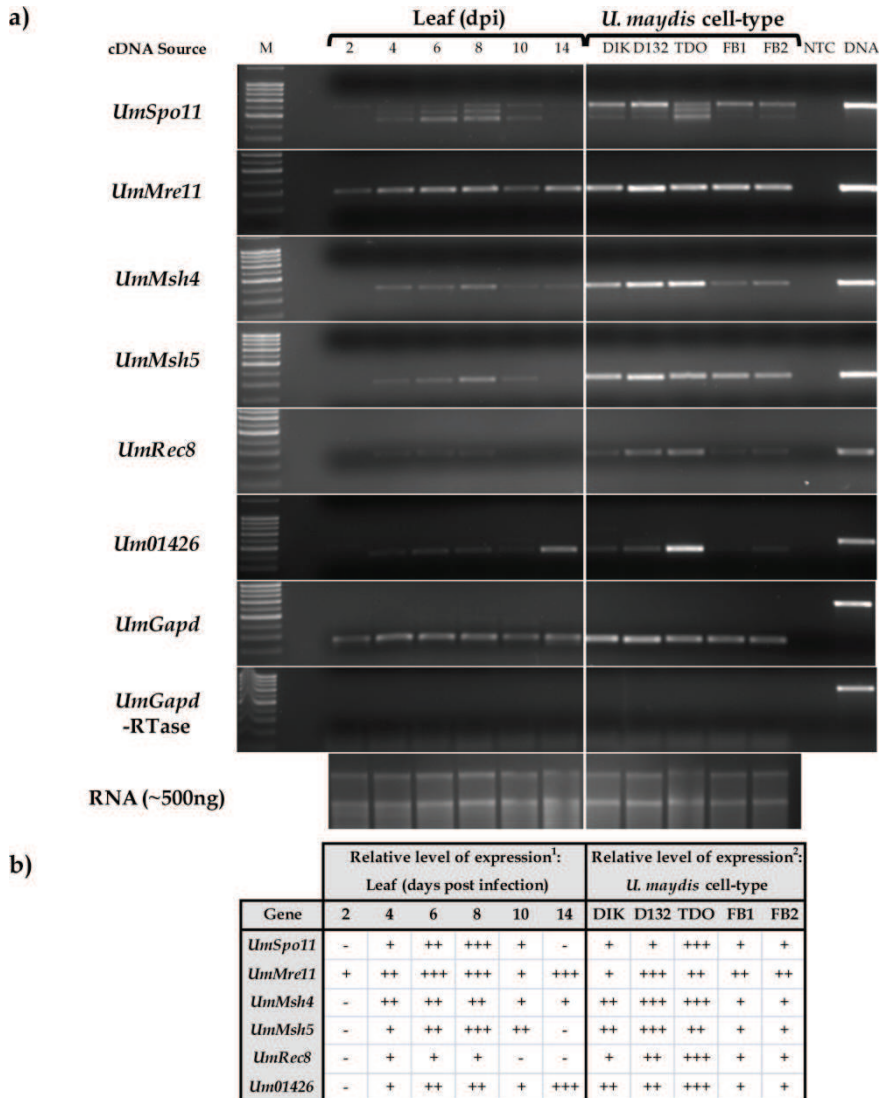 a)
Leaf (dpi) U. maydis cell-type
cDNA Source M 2 4 6 8 10 14 DIK D132 TDO FB1 FB2 NTC DNA
UmSpo11
UmMre11
UmMsh4
UmMsh5
UmRec8
Um01426
UmGapd
UmGapd
-RTase
RNA (~500ng)
b)
Relative level of expression¹: Relative level of expression²:
Leaf (days post infection) U. maydis cell-type
Gene 2 4 6 8 10 14 DIK D132 TDO FB1 FB2
UmSpo11 - + ++ +++ + - + + +++ + +
UmMre11 + ++ +++ +++ + +++ + +++ ++ ++ ++
UmMsh4 - ++ ++ ++ + + ++ +++ +++ + +
UmMsh5 - + ++ +++ ++ - ++ +++ ++ + +
UmRec8 - + + + - - + ++ +++ + +
Um01426 - + ++ ++ + +++ ++ ++ +++ + +